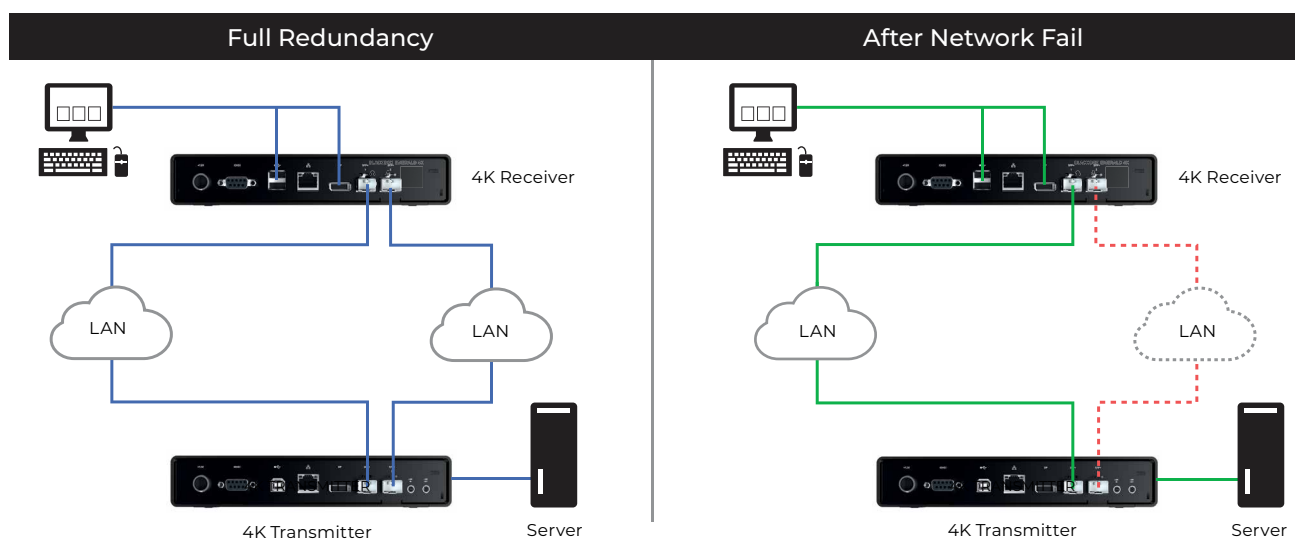 Full Redundancy
After Network Fail
4K Receiver
4K Receiver
LAN
LAN
LAN
LAN
4K Transmitter
Server
4K Transmitter
Server